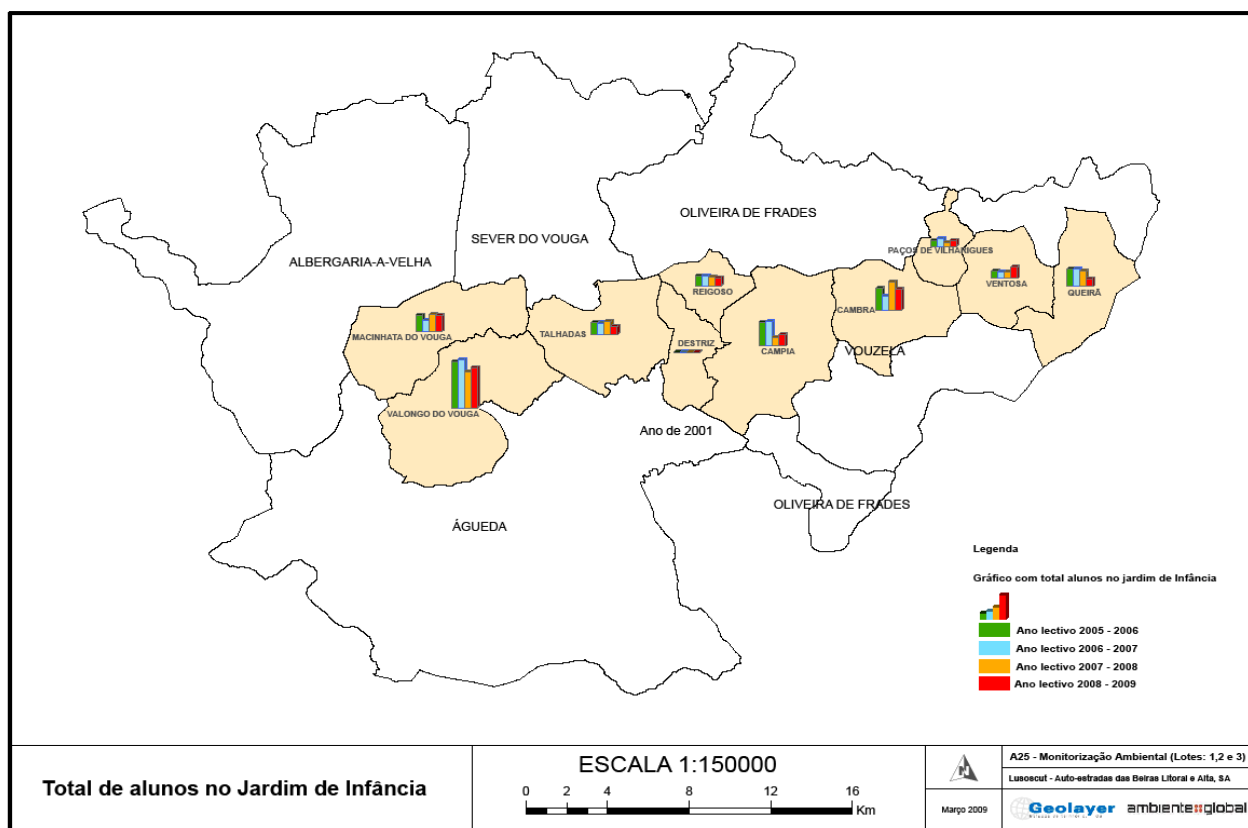 OLIVEIRA DE FRADES
SEVER DO VOUGA
ALBERGARIA-A-VELHA
PAÇOS DE VILHARIGUES
VENTOSA
QUEIRÃ
REIGOSO
CAMBRA
MACINHATA DO VOUGA
TALHADAS
DESTRIZ
CAMPIA
VOUZELA
VALONGO DO VOUGA
Ano de 2001
OLIVEIRA DE FRADES
ÁGUEDA
Legenda
Gráfico com total alunos no jardim de Infância
Ano lectivo 2005 - 2006
Ano lectivo 2006 - 2007
Ano lectivo 2007 - 2008
Ano lectivo 2008 - 2009
Total de alunos no Jardim de Infância
ESCALA 1:150000
0 2 4 8 12 16
Km
N
Março 2009
A25 - Monitorização Ambiental (Lotes: 1,2 e 3)
Lusoscut - Auto-estradas das Beiras Litoral e Alta, SA
Geolayer
ambiente global